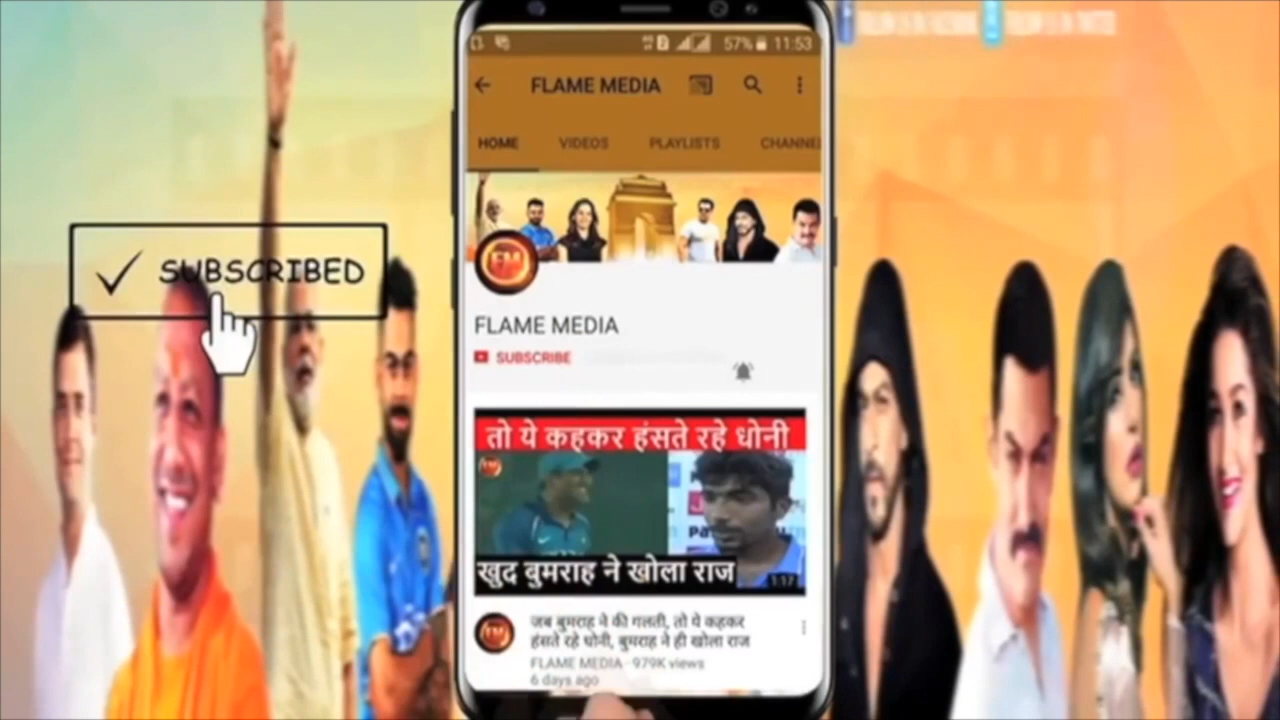 57% 11:53
FLAME MEDIA
HOME VIDEOS PLAYLISTS CHANNE
SUBSCRIBED
FM
FLAME MEDIA
SUBSCRIBE
तो ये कहकर हंसते रहे धोनी
खुद बुमराह ने खोला राज
1:17
जब बुमराह ने की गलती, तो ये कहकर
हंसते रहे धोनी, बुमराह ने ही खोला राज
FLAME MEDIA · 979K views
6 days ago